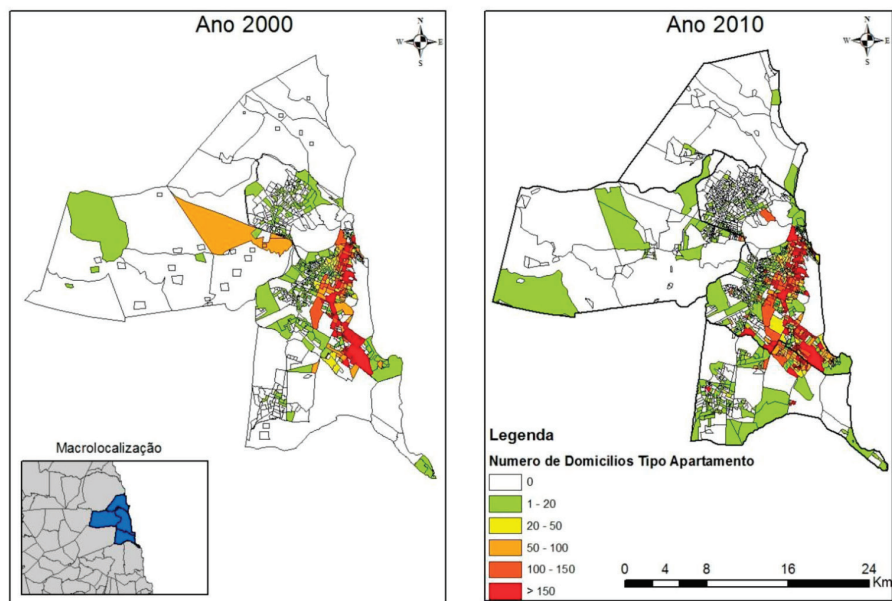 Ano 2000
N
W
E
S
Macrolocalização
Ano 2010
N
W
E
S
Legenda
Numero de Domicilios Tipo Apartamento
0
1 - 20
20 - 50
50 - 100
100 - 150
> 150
0 4 8 16 24
Km